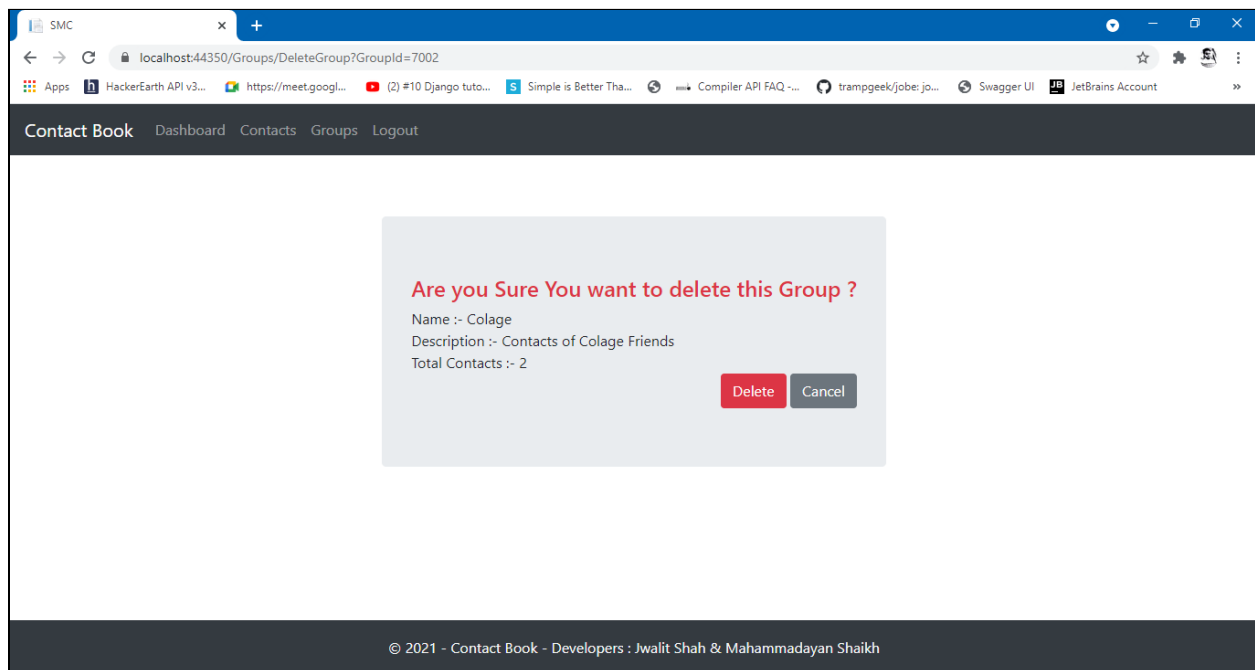 SMC
localhost:44350/Groups/DeleteGroup?GroupId=7002
Apps HackerEarth API v3... https://meet.googl... (2) #10 Django tuto... Simple is Better Tha... Compiler API FAQ -... trampgeek/jobe: jo... Swagger UI JetBrains Account »
Contact Book Dashboard Contacts Groups Logout
Are you Sure You want to delete this Group ?
Name :- Colage
Description :- Contacts of Colage Friends
Total Contacts :- 2
Delete Cancel
© 2021 - Contact Book - Developers : Jwalit Shah & Mahammadayan Shaikh